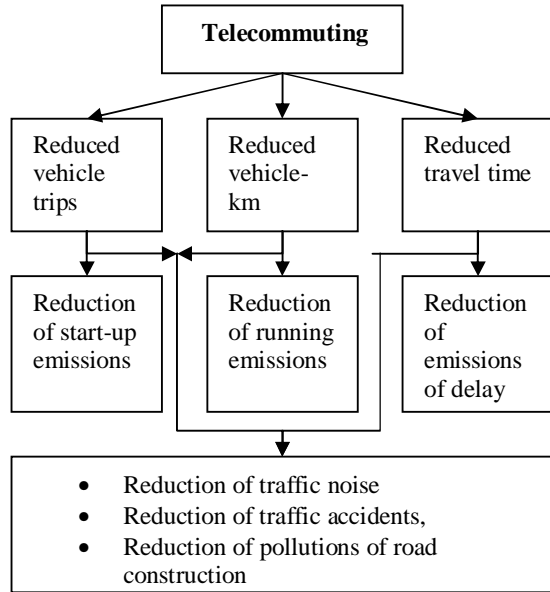 Telecommuting
Reduced
vehicle
trips
Reduced
vehicle-
km
Reduced
travel time
Reduction
of start-up
emissions
Reduction
of running
emissions
Reduction
of
emissions
of delay
• Reduction of traffic noise
• Reduction of traffic accidents,
• Reduction of pollutions of road
construction